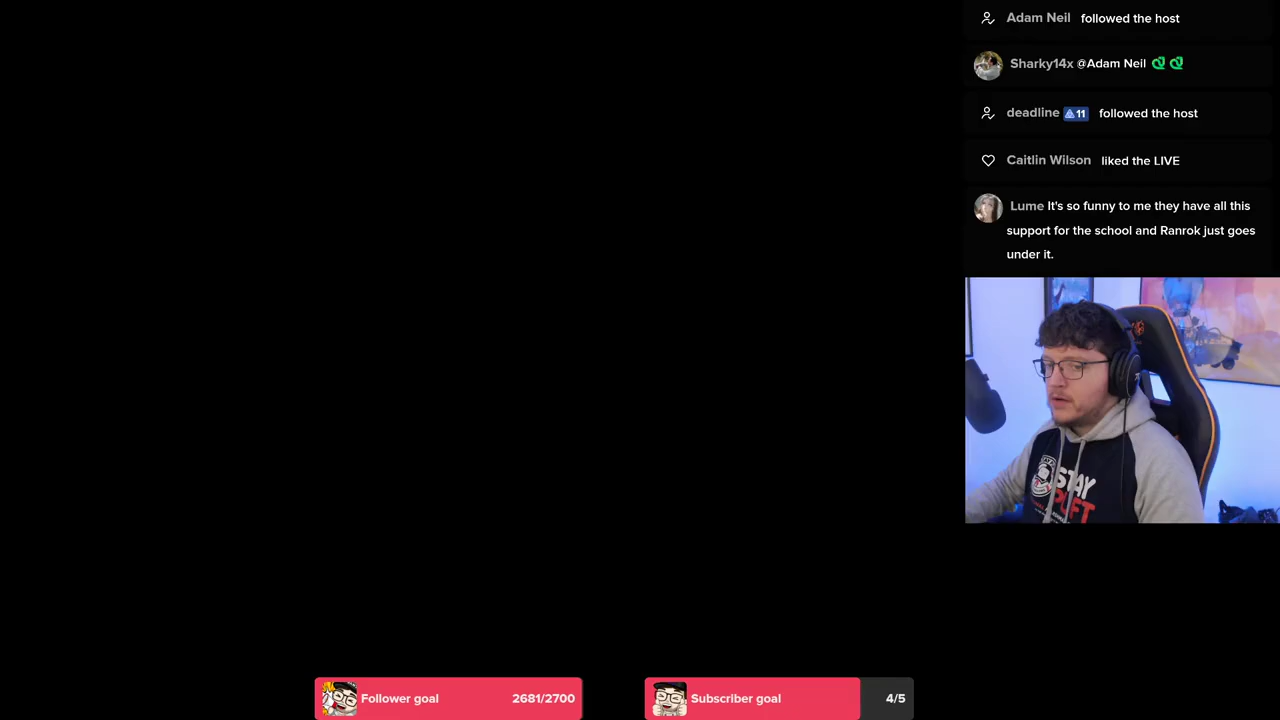 Adam Neil followed the host
Sharky14x @Adam Neil
deadline 11 followed the host
Caitlin Wilson liked the LIVE
Lume It's so funny to me they have all this
support for the school and Ranrok just goes
under it.
STAY
PUFT
Follower goal 2681/2700
Subscriber goal 4/5